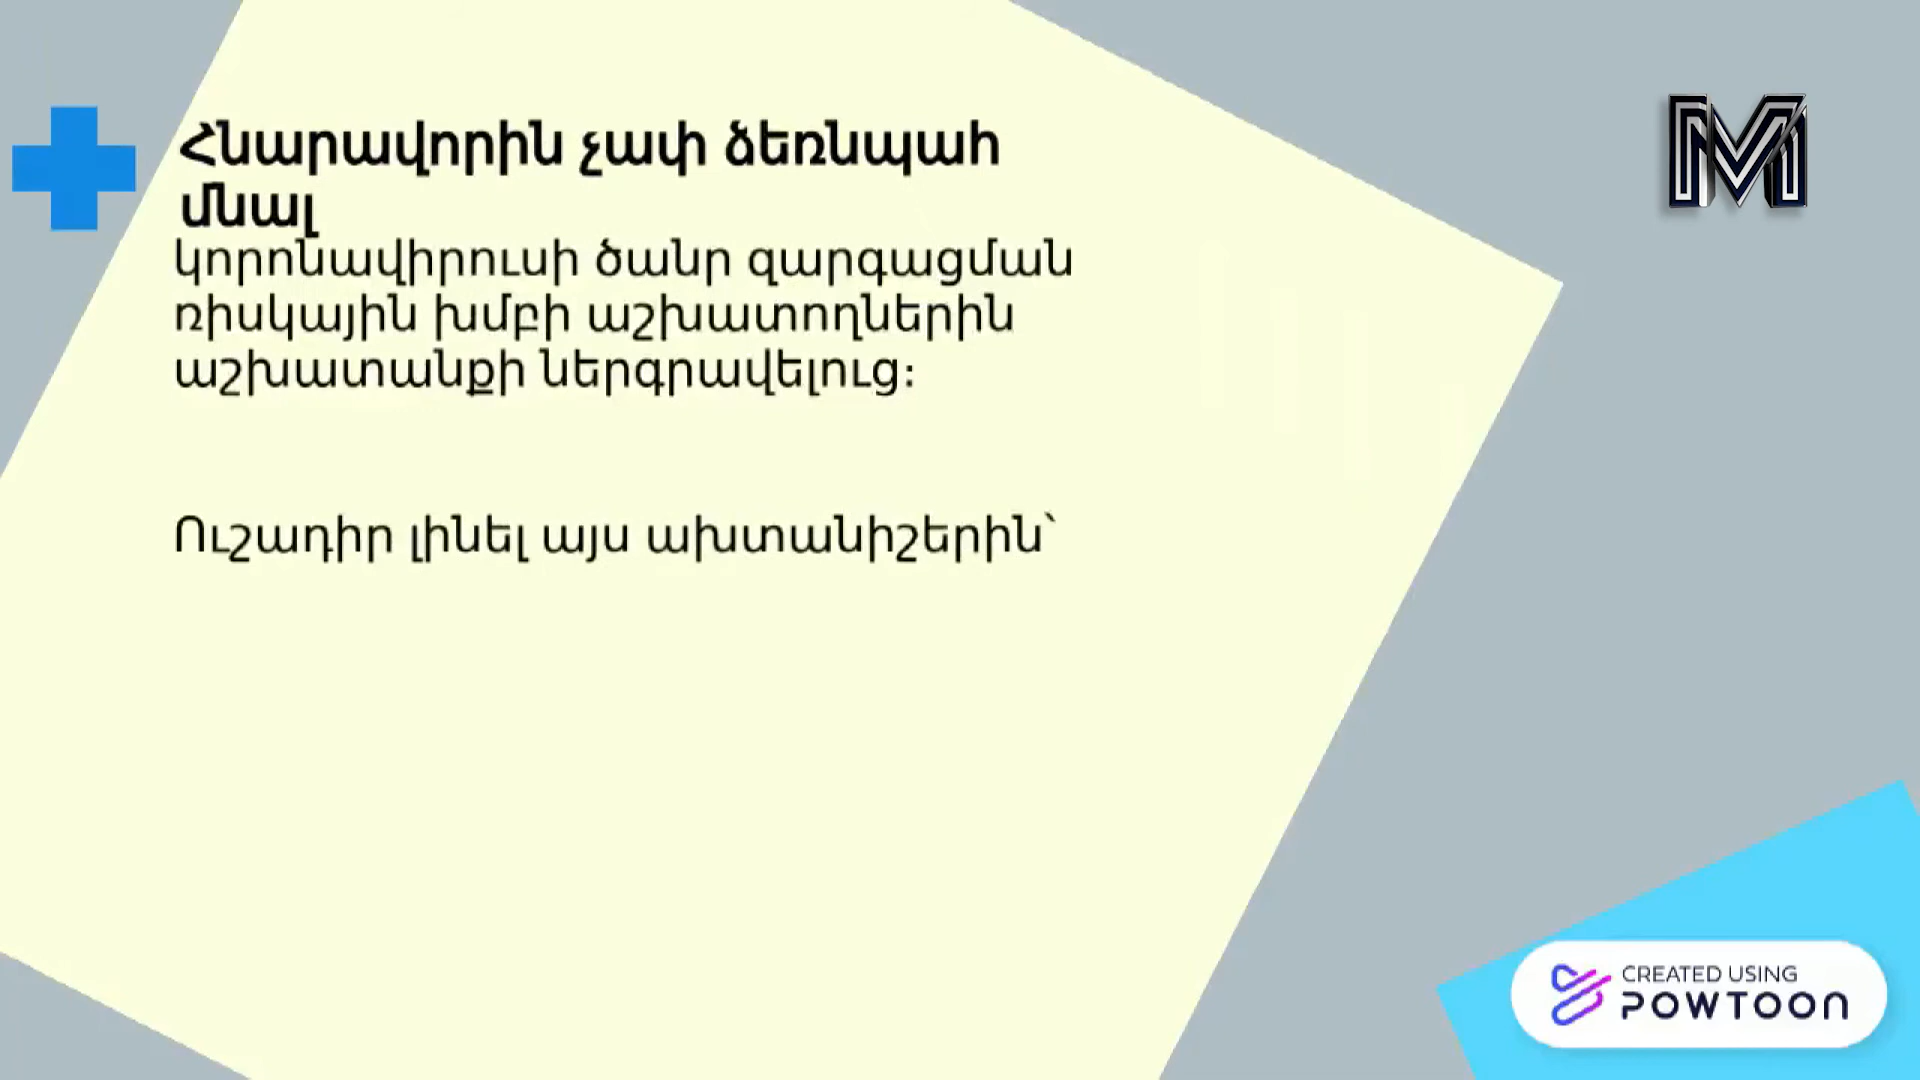 Հնարավորին չափ ձեռնպահ
մնալ
կորոնավիրուսի ծանր զարգացման
ռիսկային խմբի աշխատողներին
աշխատանքի ներգրավելուց։
Ուշադիր լինել այս ախտանիշերին՝
M
CREATED USING
POWTOON